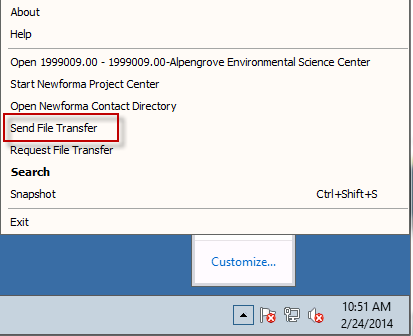 About
Help
Open 1999009.00 - 1999009.00-Alpengrove Environmental Science Center
Start Newforma Project Center
Open Newforma Contact Directory
Send File Transfer
Request File Transfer
Search
Snapshot Ctrl+Shift+S
Exit
Customize...
10:51 AM
2/24/2014